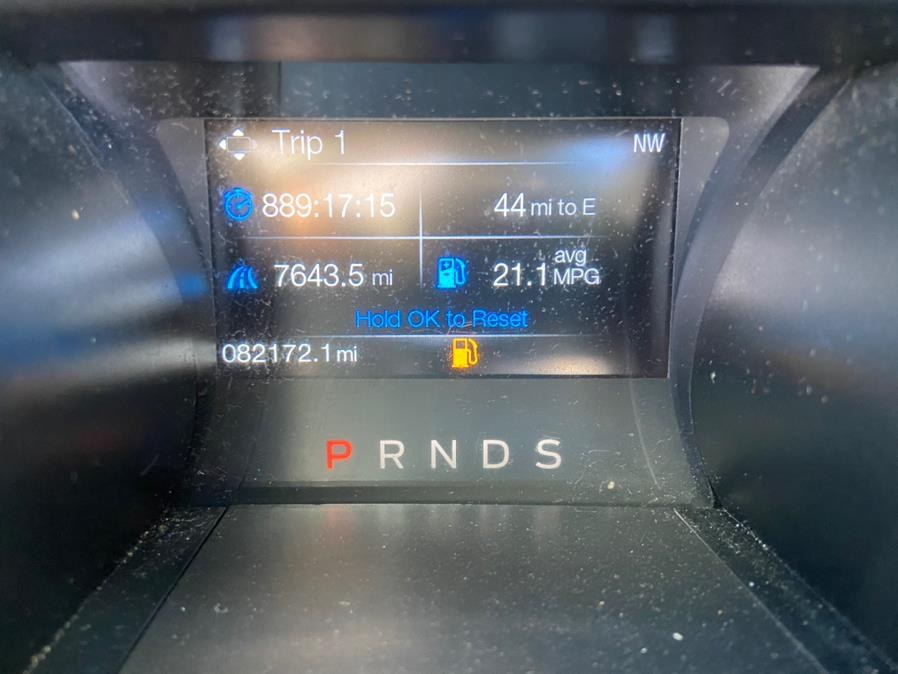 Trip 1 NW
889:17:15 44 mi to E
7643.5 mi 21.1 avg MPG
Hold OK to Reset
082172.1 mi
P R N D S